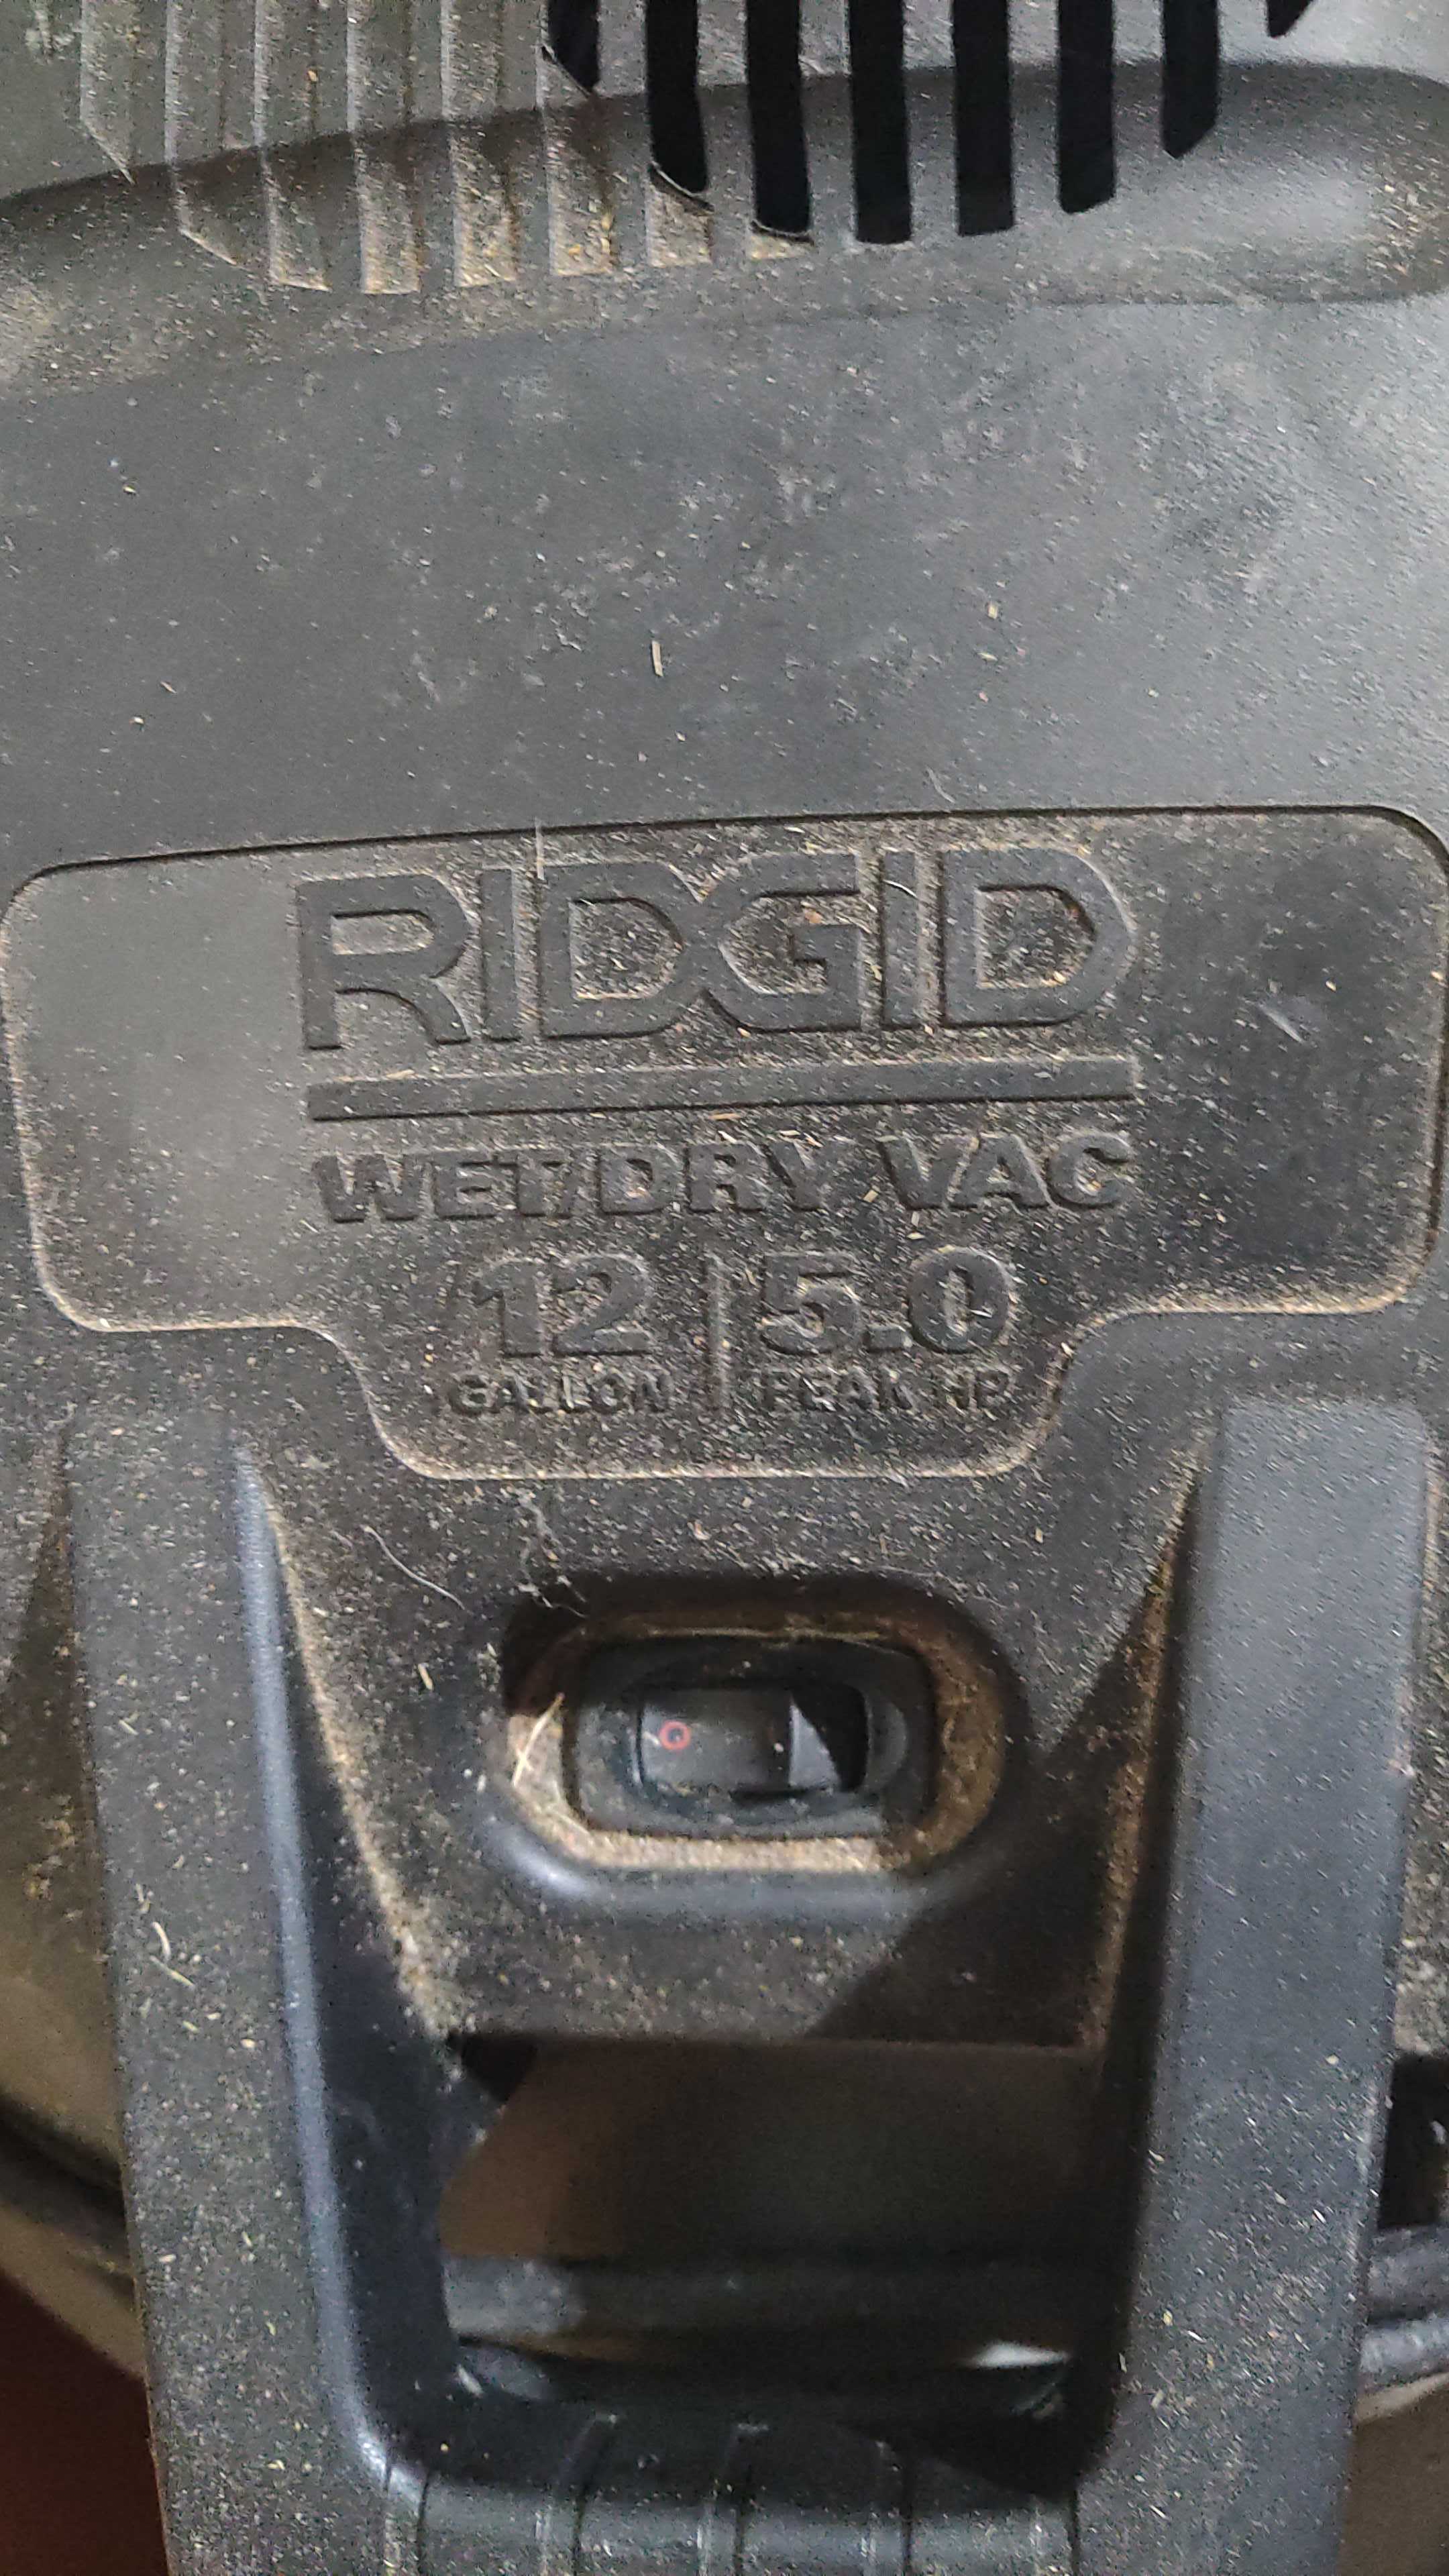 RIDGID
WET/DRY VAC
12 | 5.0
GALLON | PEAK HP